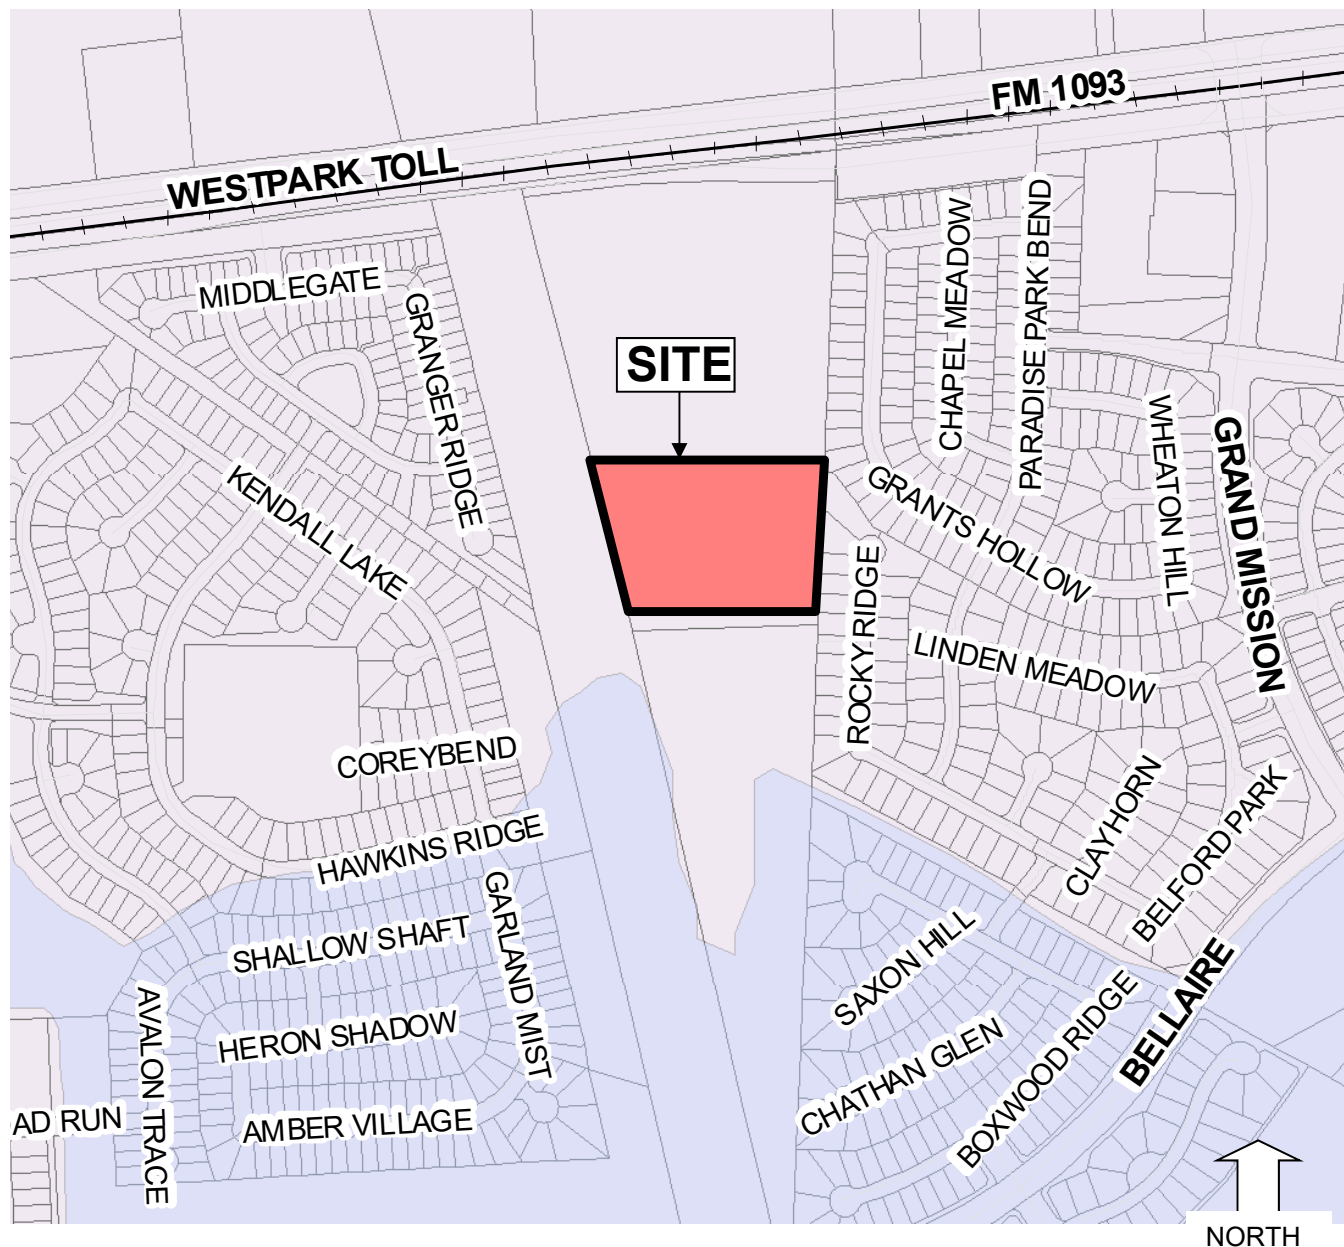 FM 1093
WESTPARK TOLL
MIDDLEGATE
GRANGER RIDGE
CHAPEL MEADOW
PARADISE PARK BEND
SITE
KENDALL LAKE
WHEATON HILL
GRAND MISSION
GRANTS HOLLOW
ROCKY RIDGE
LINDEN MEADOW
COREYBEND
CLAYHORN
BELFORD PARK
HAWKINS RIDGE
GARLAND MIST
SHALLOW SHAFT
SAXON HILL
BELLAIRE
AVALON TRACE
HERON SHADOW
CHATHAN GLEN
BOXWOOD RIDGE
AD RUN
AMBER VILLAGE
NORTH